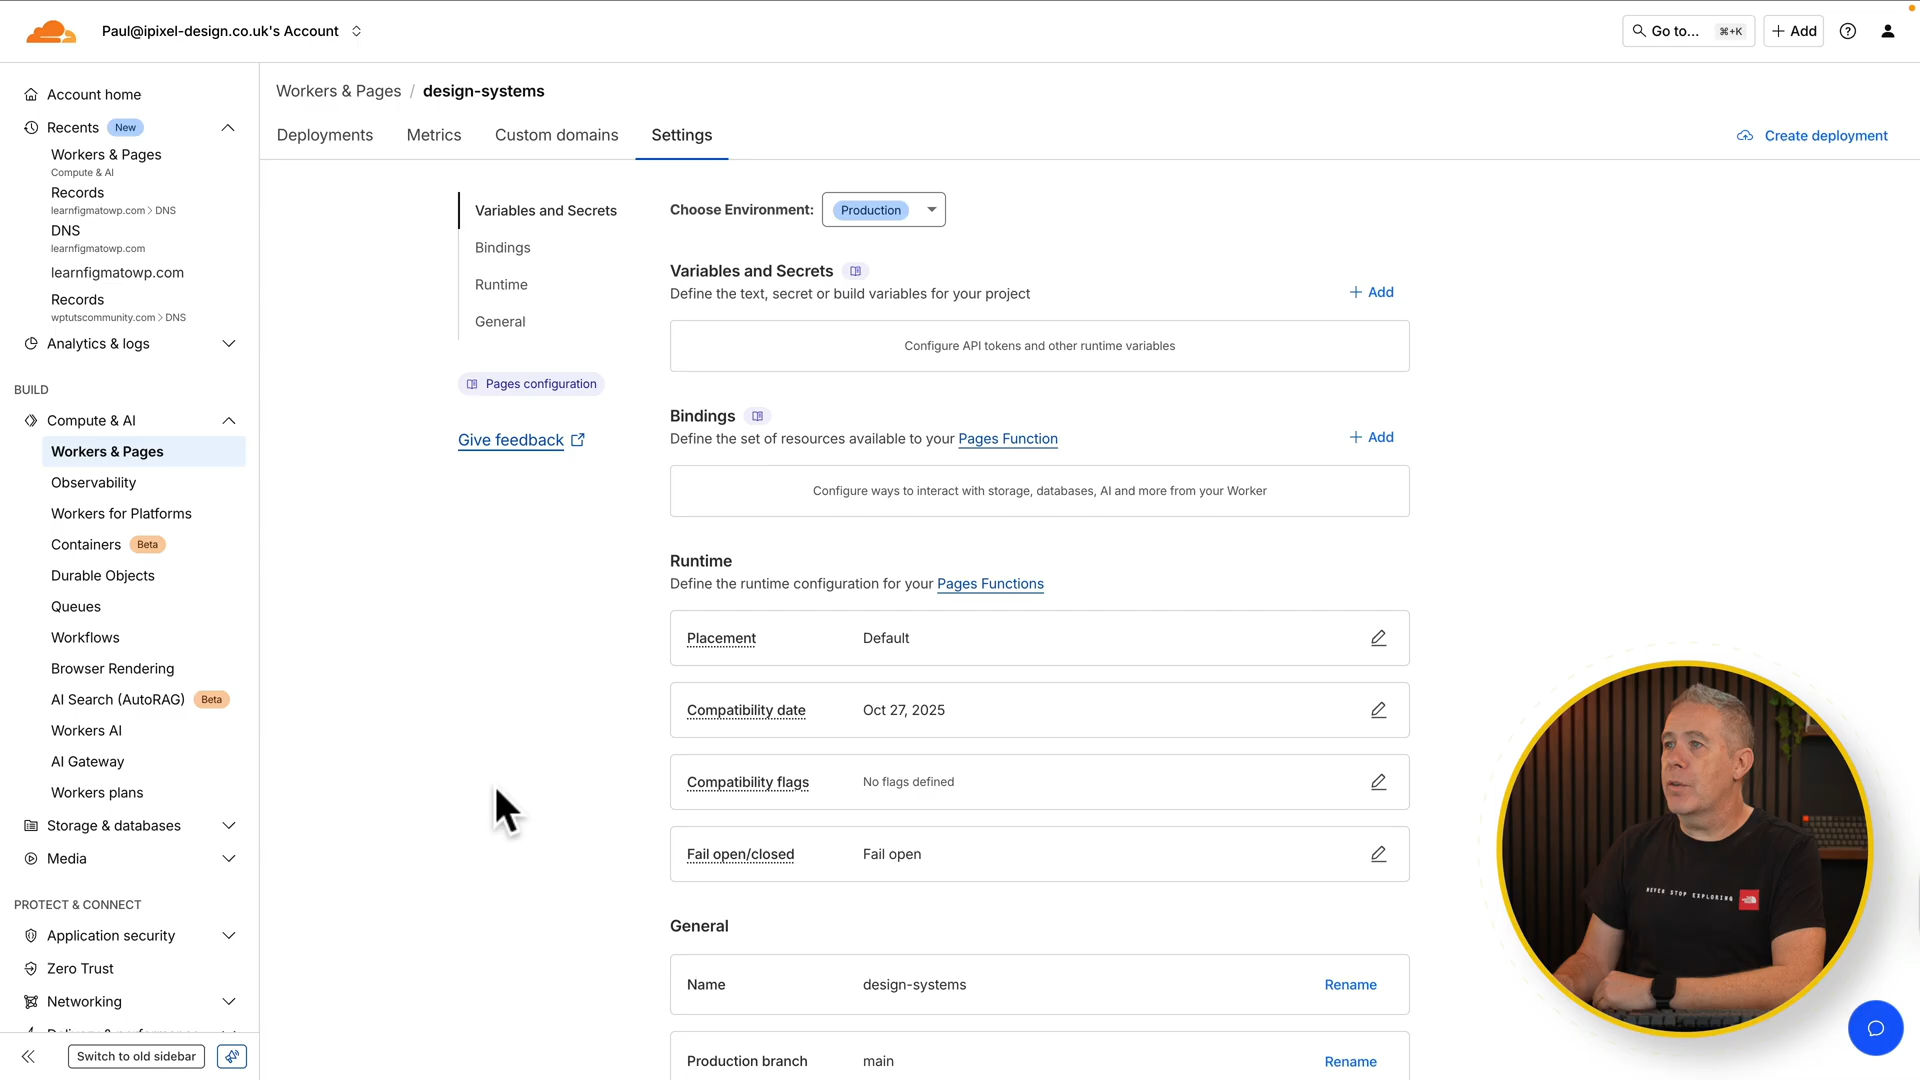 Paul@ipixel-design.co.uk's Account
Go to... ⌘+K
Add
Account home
Recents New
Workers & Pages
Compute & AI
Records
learnfigmatowp.com > DNS
DNS
learnfigmatowp.com
learnfigmatowp.com
Records
wptutscommunity.com > DNS
Analytics & logs
BUILD
Compute & AI
Workers & Pages
Observability
Workers for Platforms
Containers Beta
Durable Objects
Queues
Workflows
Browser Rendering
AI Search (AutoRAG) Beta
Workers AI
AI Gateway
Workers plans
Storage & databases
Media
PROTECT & CONNECT
Application security
Zero Trust
Networking
Switch to old sidebar
Workers & Pages / design-systems
Deployments Metrics Custom domains Settings
Create deployment
Variables and Secrets
Bindings
Runtime
General
Pages configuration
Give feedback
Choose Environment: Production
Variables and Secrets
Define the text, secret or build variables for your project
+ Add
Configure API tokens and other runtime variables
Bindings
Define the set of resources available to your Pages Function
+ Add
Configure ways to interact with storage, databases, AI and more from your Worker
Runtime
Define the runtime configuration for your Pages Functions
Placement Default
Compatibility date Oct 27, 2025
Compatibility flags No flags defined
Fail open/closed Fail open
General
Name design-systems Rename
Production branch main Rename
NEVER STOP EXPLORING